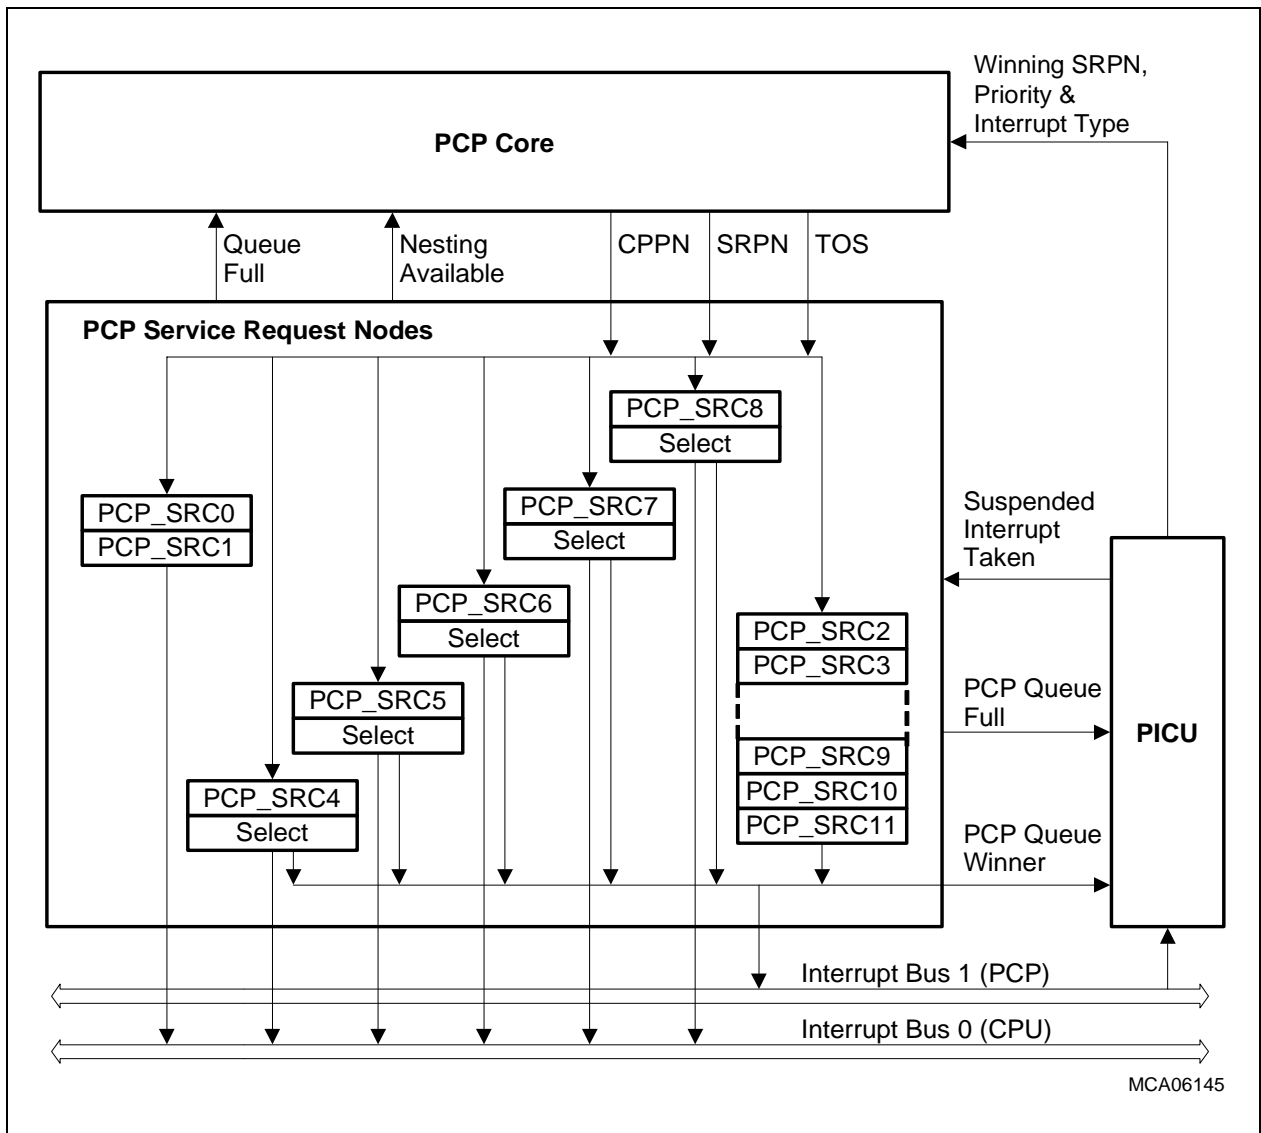 Winning SRPN,
Priority &
Interrupt Type
PCP Core
Queue
Full
Nesting
Available
CPPN
SRPN
TOS
PCP Service Request Nodes
PCP_SRC8
Select
PCP_SRC0
PCP_SRC1
PCP_SRC7
Select
Suspended
Interrupt
Taken
PCP_SRC6
Select
PCP_SRC2
PCP_SRC3
PCP_SRC5
Select
PCP Queue
Full
PICU
PCP_SRC9
PCP_SRC10
PCP_SRC11
PCP_SRC4
Select
PCP Queue
Winner
Interrupt Bus 1 (PCP)
Interrupt Bus 0 (CPU)
MCA06145